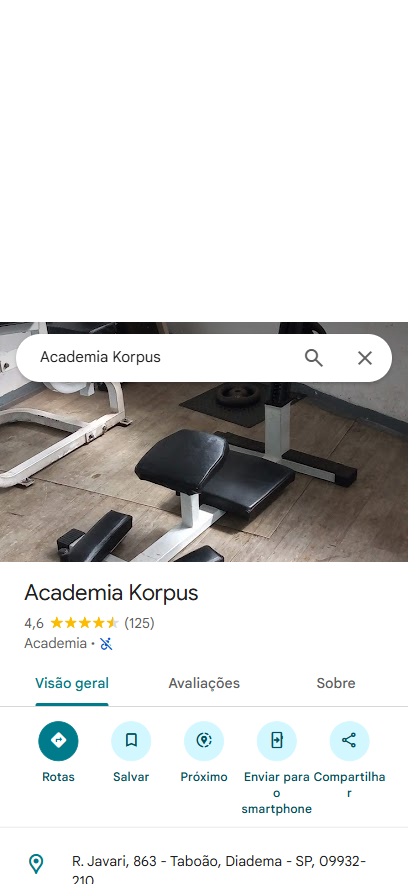 Academia Korpus
Academia Korpus
4,6 (125)
Academia ·
Visão geral Avaliações Sobre
Rotas Salvar Próximo Enviar para o smartphone Compartilhar
R. Javari, 863 - Taboão, Diadema - SP, 09932-
210